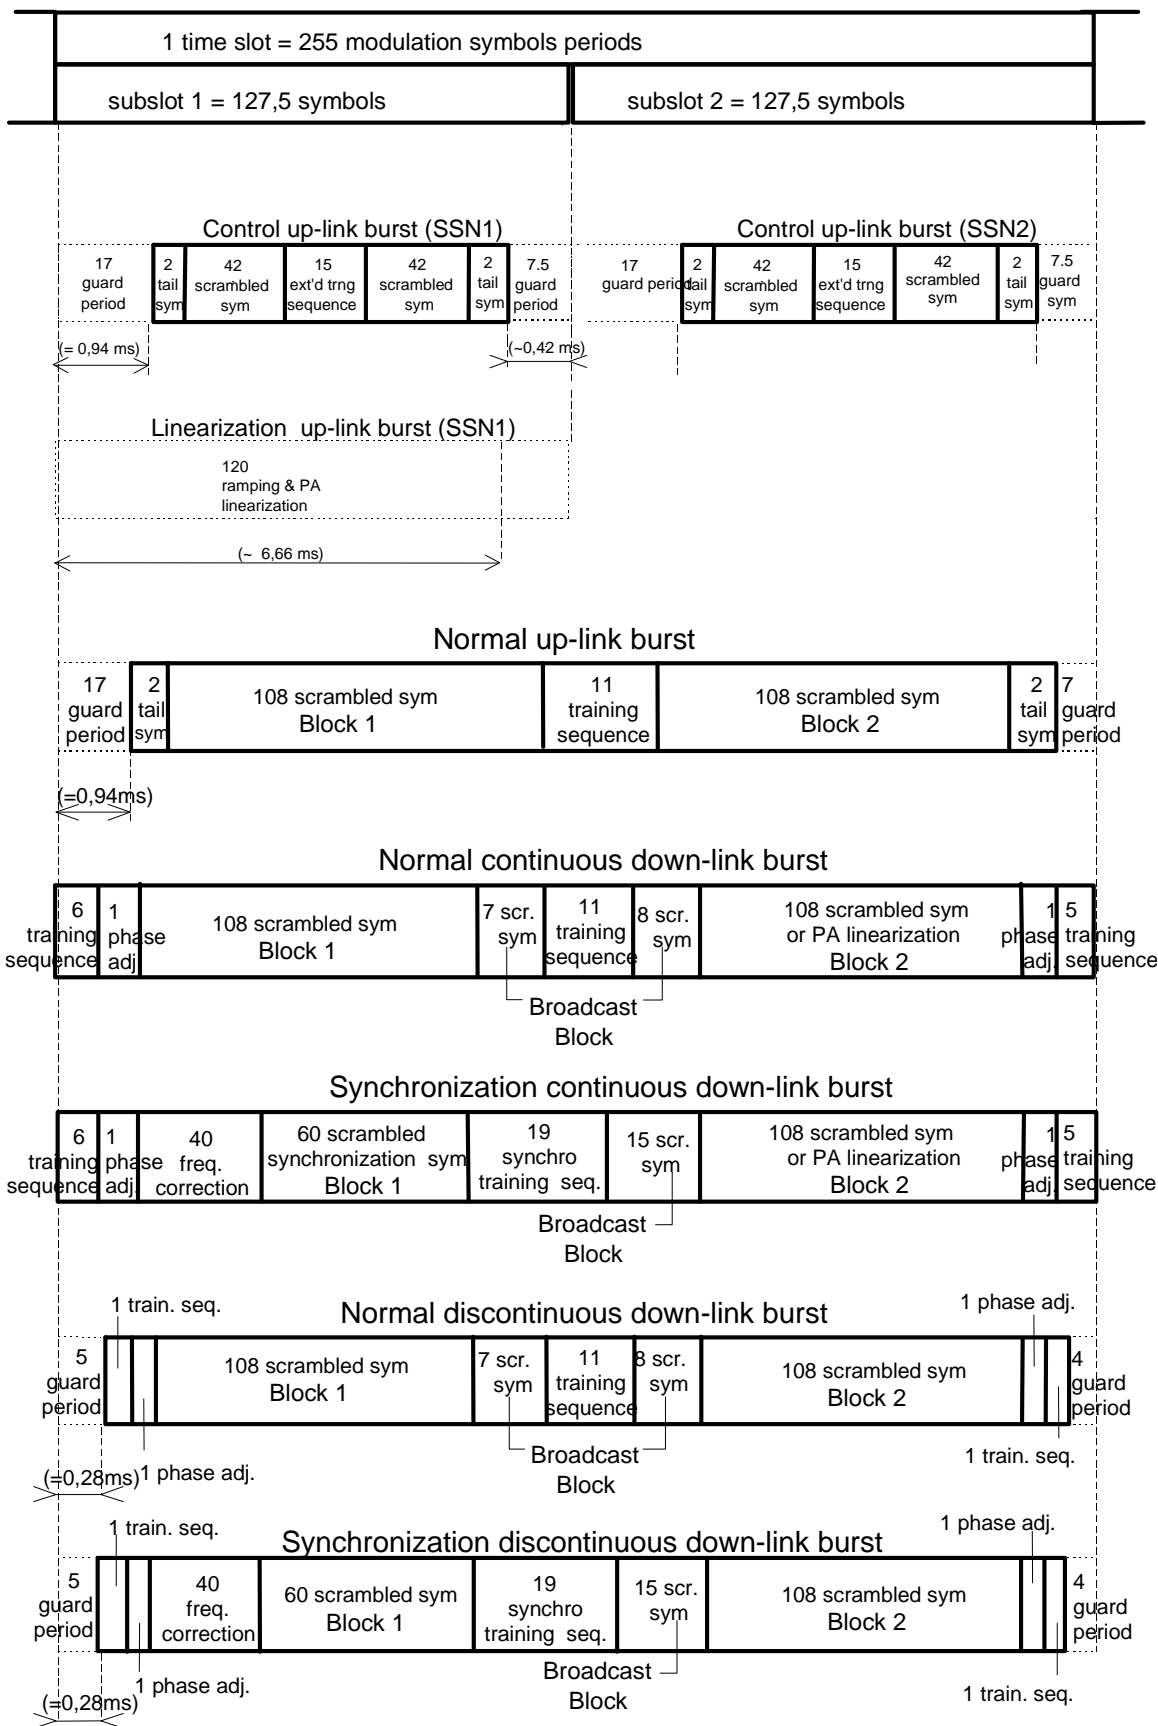 1 time slot = 255 modulation symbols periods
subslot 1 = 127,5 symbols
subslot 2 = 127,5 symbols
Control up-link burst (SSN1)
17
guard
period
2
tail
sym
42
scrambled
sym
15
ext'd trng
sequence
42
scrambled
sym
2
tail
sym
7.5
guard
period
Control up-link burst (SSN2)
17
guard period
2
tail
sym
42
scrambled
sym
15
ext'd trng
sequence
42
scrambled
sym
2
tail
sym
7.5
guard
sym
(= 0,94 ms)
(~0,42 ms)
Linearization up-link burst (SSN1)
120
ramping & PA
linearization
(~ 6,66 ms)
Normal up-link burst
17
guard
period
2
tail
sym
108 scrambled sym
Block 1
11
training
sequence
108 scrambled sym
Block 2
2
tail
sym
7
guard
period
(=0,94ms)
Normal continuous down-link burst
6
training
sequence
1
phase
adj.
108 scrambled sym
Block 1
7 scr.
sym
11
training
sequence
8 scr.
sym
108 scrambled sym
or PA linearization
Block 2
1
phase
adj.
5
training
sequence
Broadcast
Block
Synchronization continuous down-link burst
6
training
sequence
1
phase
adj.
40
freq.
correction
60 scrambled
synchronization sym
Block 1
19
synchro
training seq.
15 scr.
sym
108 scrambled sym
or PA linearization
Block 2
1
phase
adj.
5
training
sequence
Broadcast
Block
Normal discontinuous down-link burst
1 train. seq.
1 phase adj.
5
guard
period
108 scrambled sym
Block 1
7 scr.
sym
11
training
sequence
8 scr.
sym
108 scrambled sym
Block 2
4
guard
period
Broadcast
Block
1 train. seq.
(=0,28ms)
1 phase adj.
Synchronization discontinuous down-link burst
1 train. seq.
1 phase adj.
5
guard
period
40
freq.
correction
60 scrambled sym
Block 1
19
synchro
training seq.
15 scr.
sym
108 scrambled sym
Block 2
4
guard
period
1 phase adj.
Broadcast
Block
1 train. seq.
(=0,28ms)